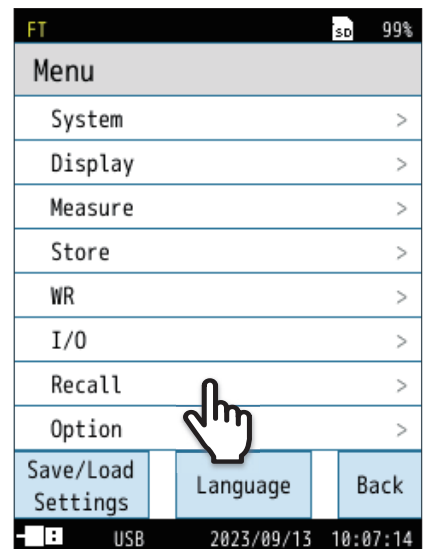 FT SD 99%
Menu
System >
Display >
Measure >
Store >
WR >
I/O >
Recall >
Option >
Save/Load Language Back
Settings
USB 2023/09/13 10:07:14